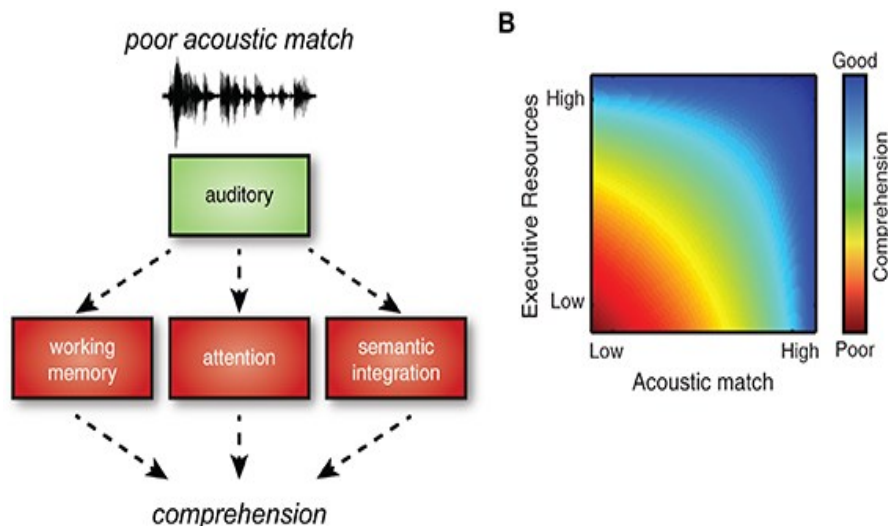 poor acoustic match
auditory
working
memory
attention
semantic
integration
comprehension
B
Good
High
Executive Resources
Low
Comprehension
Low
High
Poor
Acoustic match